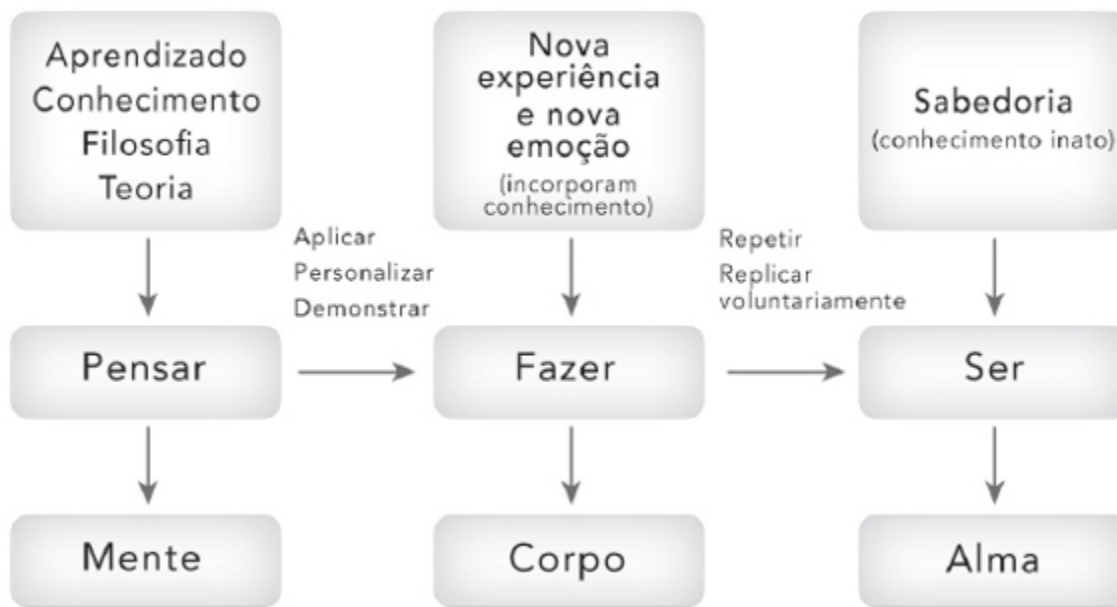 Aprendizado
Conhecimento
Filosofia
Teoria
Nova
experiência
e nova
emoção
(incorporam
conhecimento)
Sabedoria
(conhecimento inato)
Aplicar
Personalizar
Demonstrar
Repetir
Replicar
voluntariamente
Pensar
Fazer
Ser
Mente
Corpo
Alma